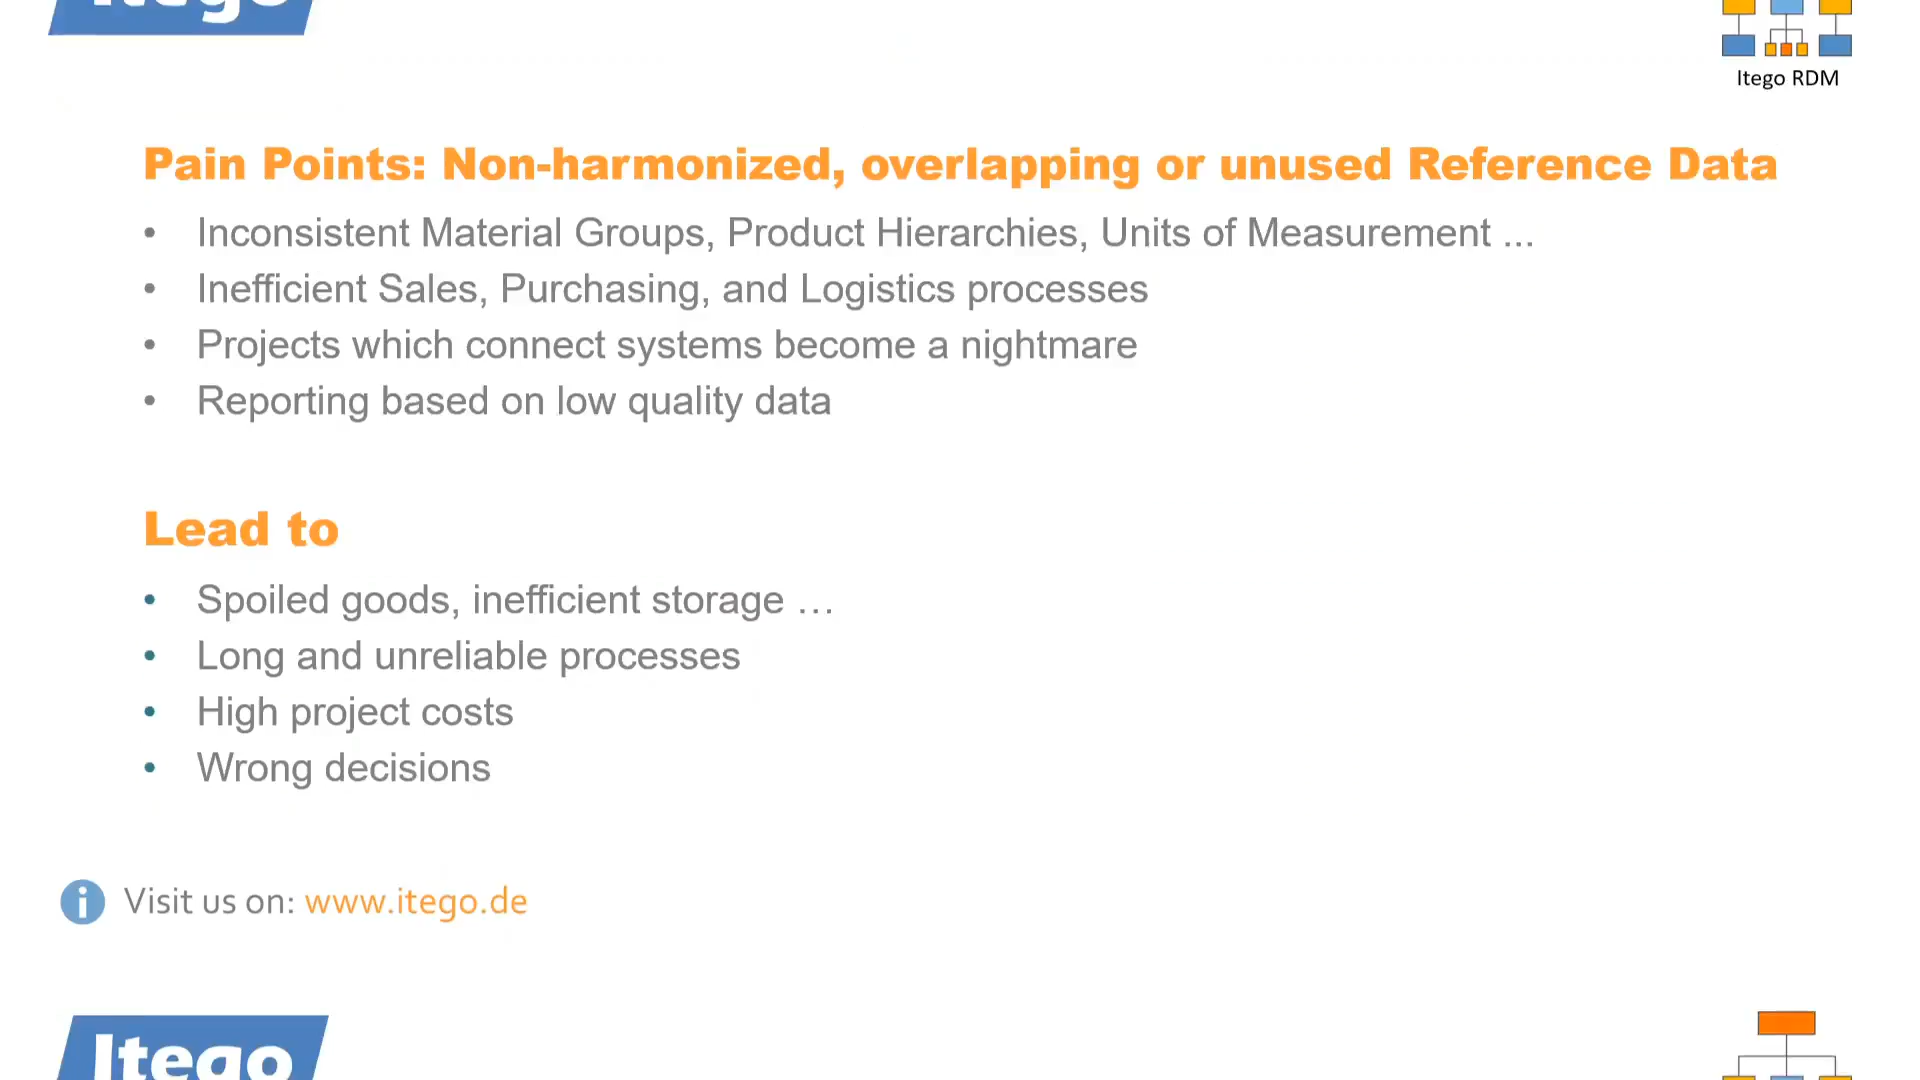 Itego
Itego RDM
Pain Points: Non-harmonized, overlapping or unused Reference Data
• Inconsistent Material Groups, Product Hierarchies, Units of Measurement ...
• Inefficient Sales, Purchasing, and Logistics processes
• Projects which connect systems become a nightmare
• Reporting based on low quality data
Lead to
• Spoiled goods, inefficient storage …
• Long and unreliable processes
• High project costs
• Wrong decisions
i Visit us on: www.itego.de
Itego